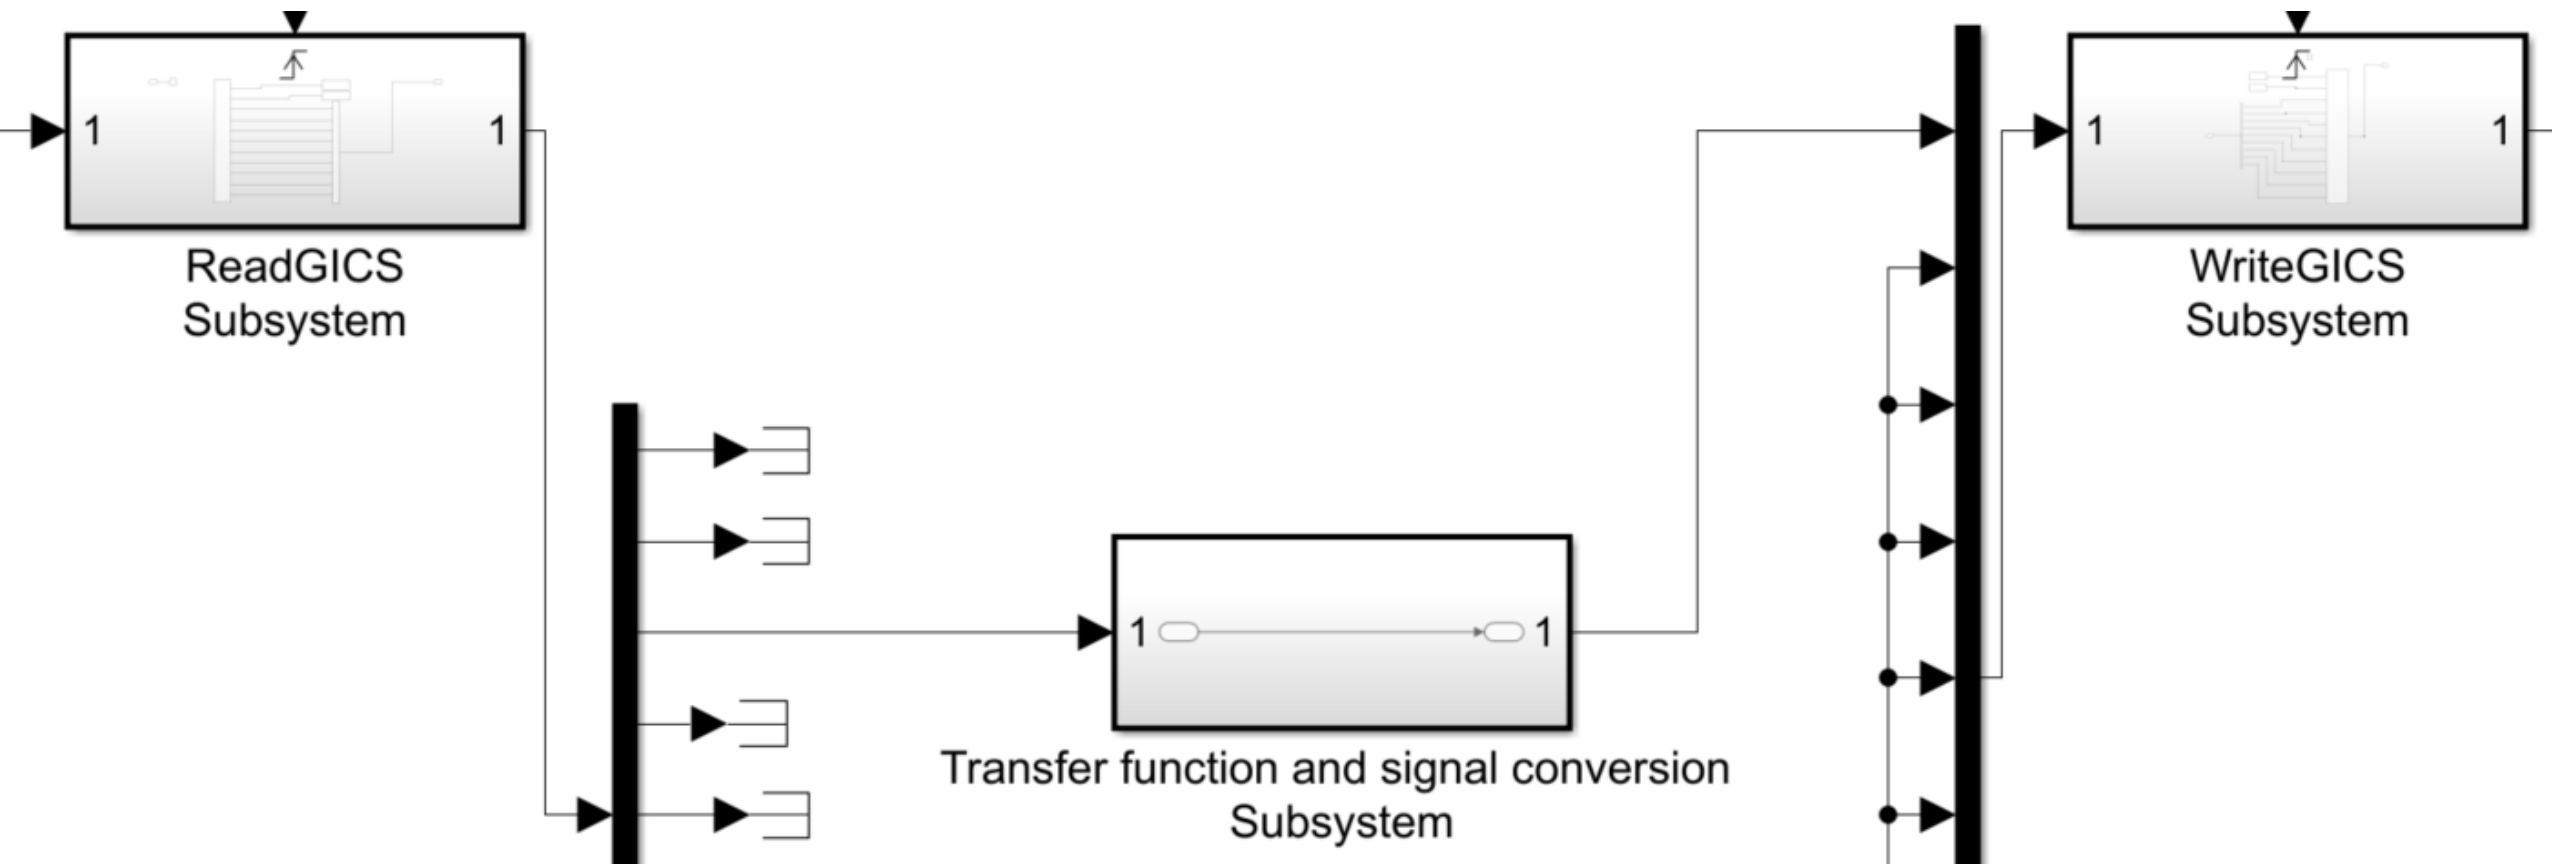 1 1
ReadGICS
Subsystem
1 1
WriteGICS
Subsystem
1 1
Transfer function and signal conversion
Subsystem